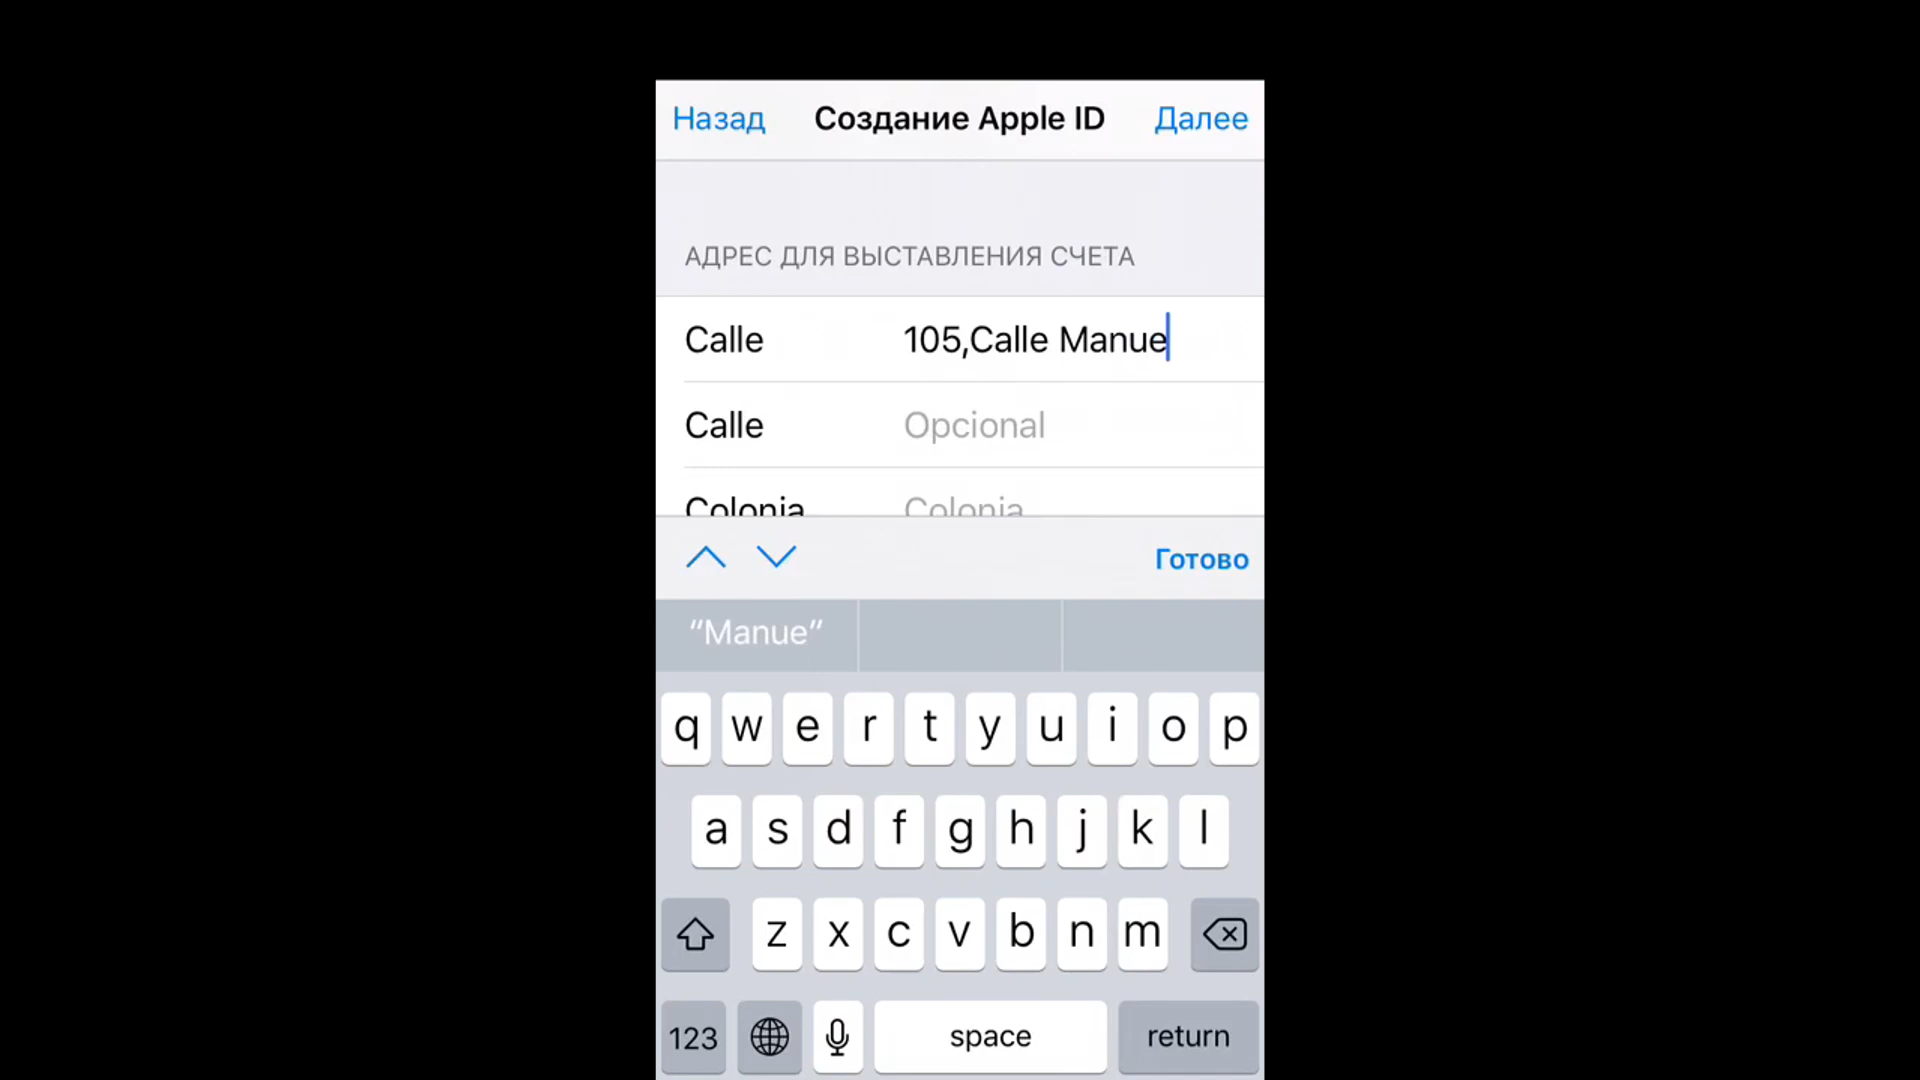 Назад Создание Apple ID Далее
АДРЕС ДЛЯ ВЫСТАВЛЕНИЯ СЧЕТА
Calle 105,Calle Manue
Calle Opcional
Colonia Colonia
Готово
“Manue”
q w e r t y u i o p
a s d f g h j k l
z x c v b n m
123 space return